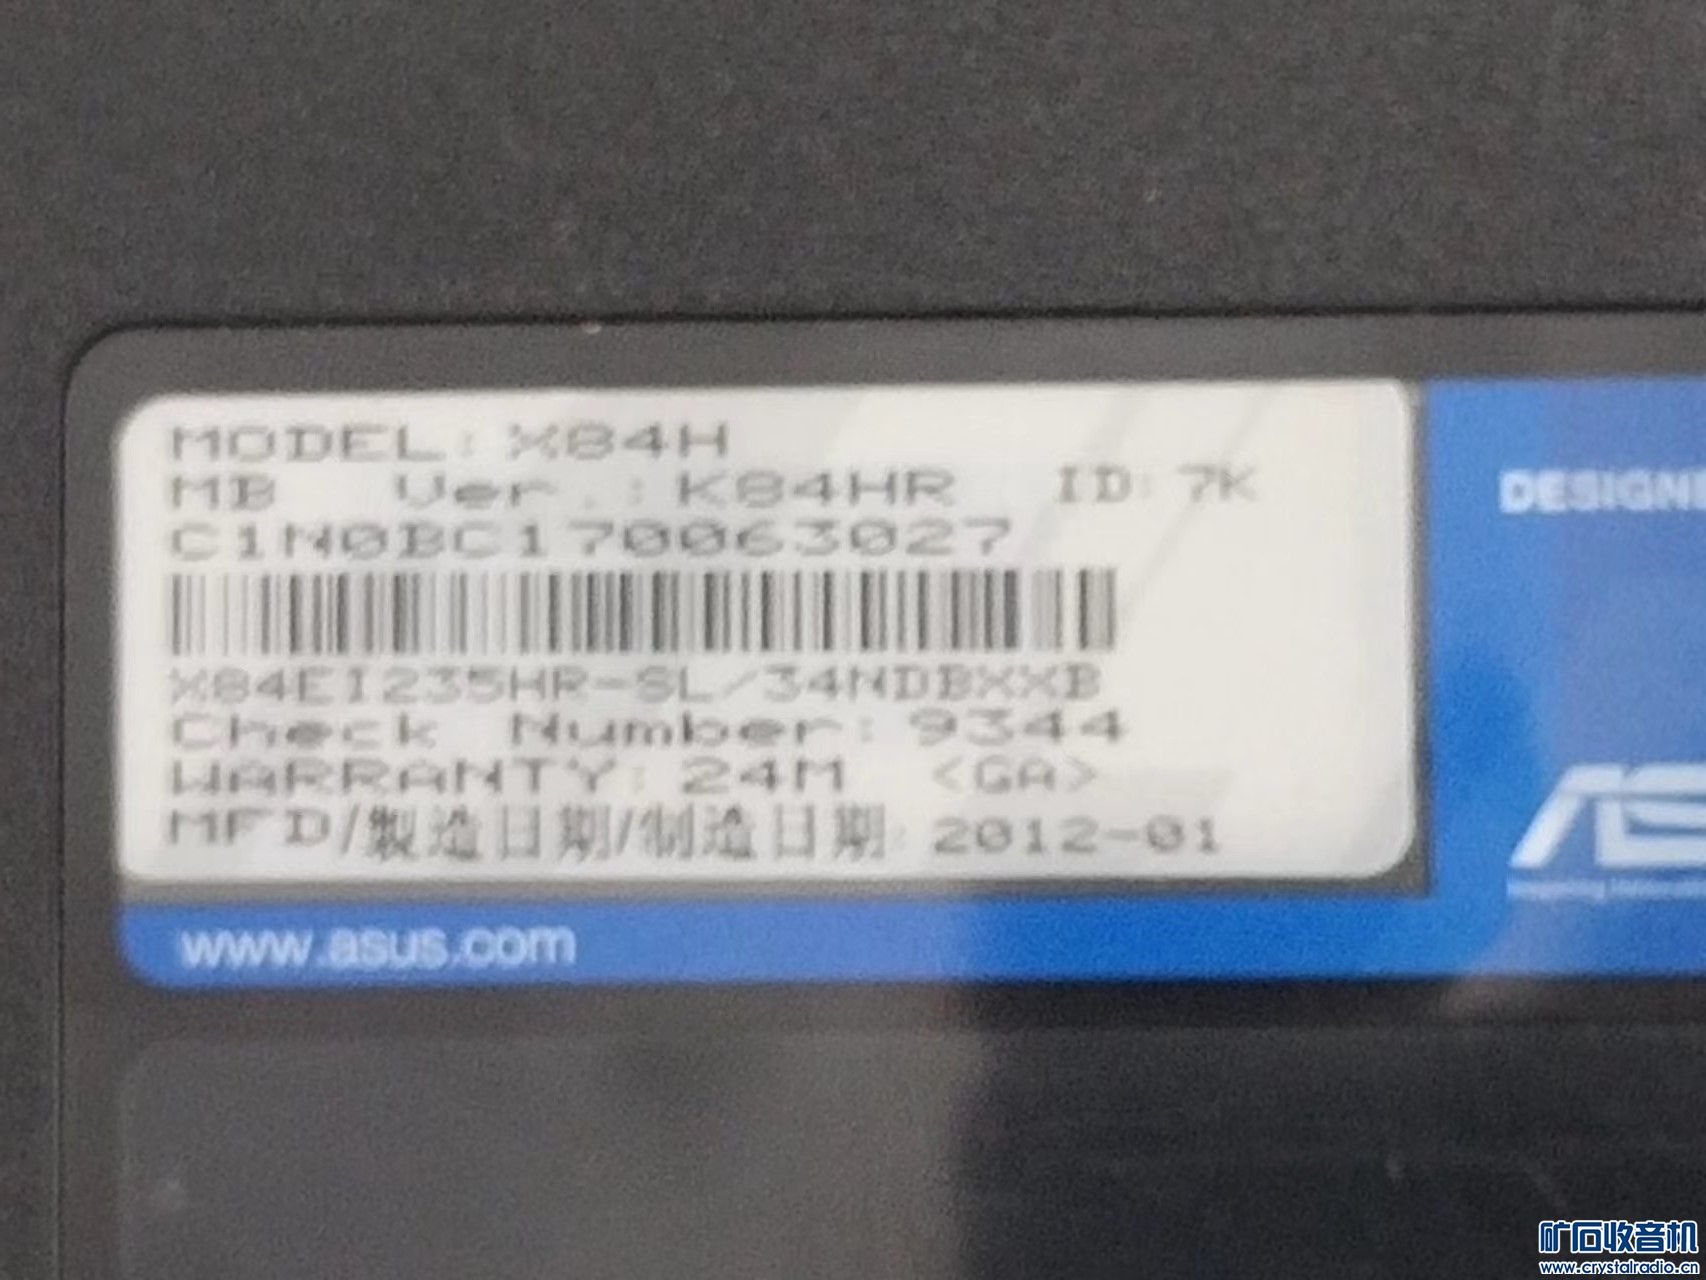 MODEL: X84H
MB Ver.: K84HR ID: 7K
C1N0BC170063027
X84EI235HR-SL/34NDBXXB
Check Number: 9344
WARRANTY: 24M <GA>
MFD/製造日期/制造日期: 2012-01
DESIGN
www.asus.com
矿石收音机
www.crystalradio.cn